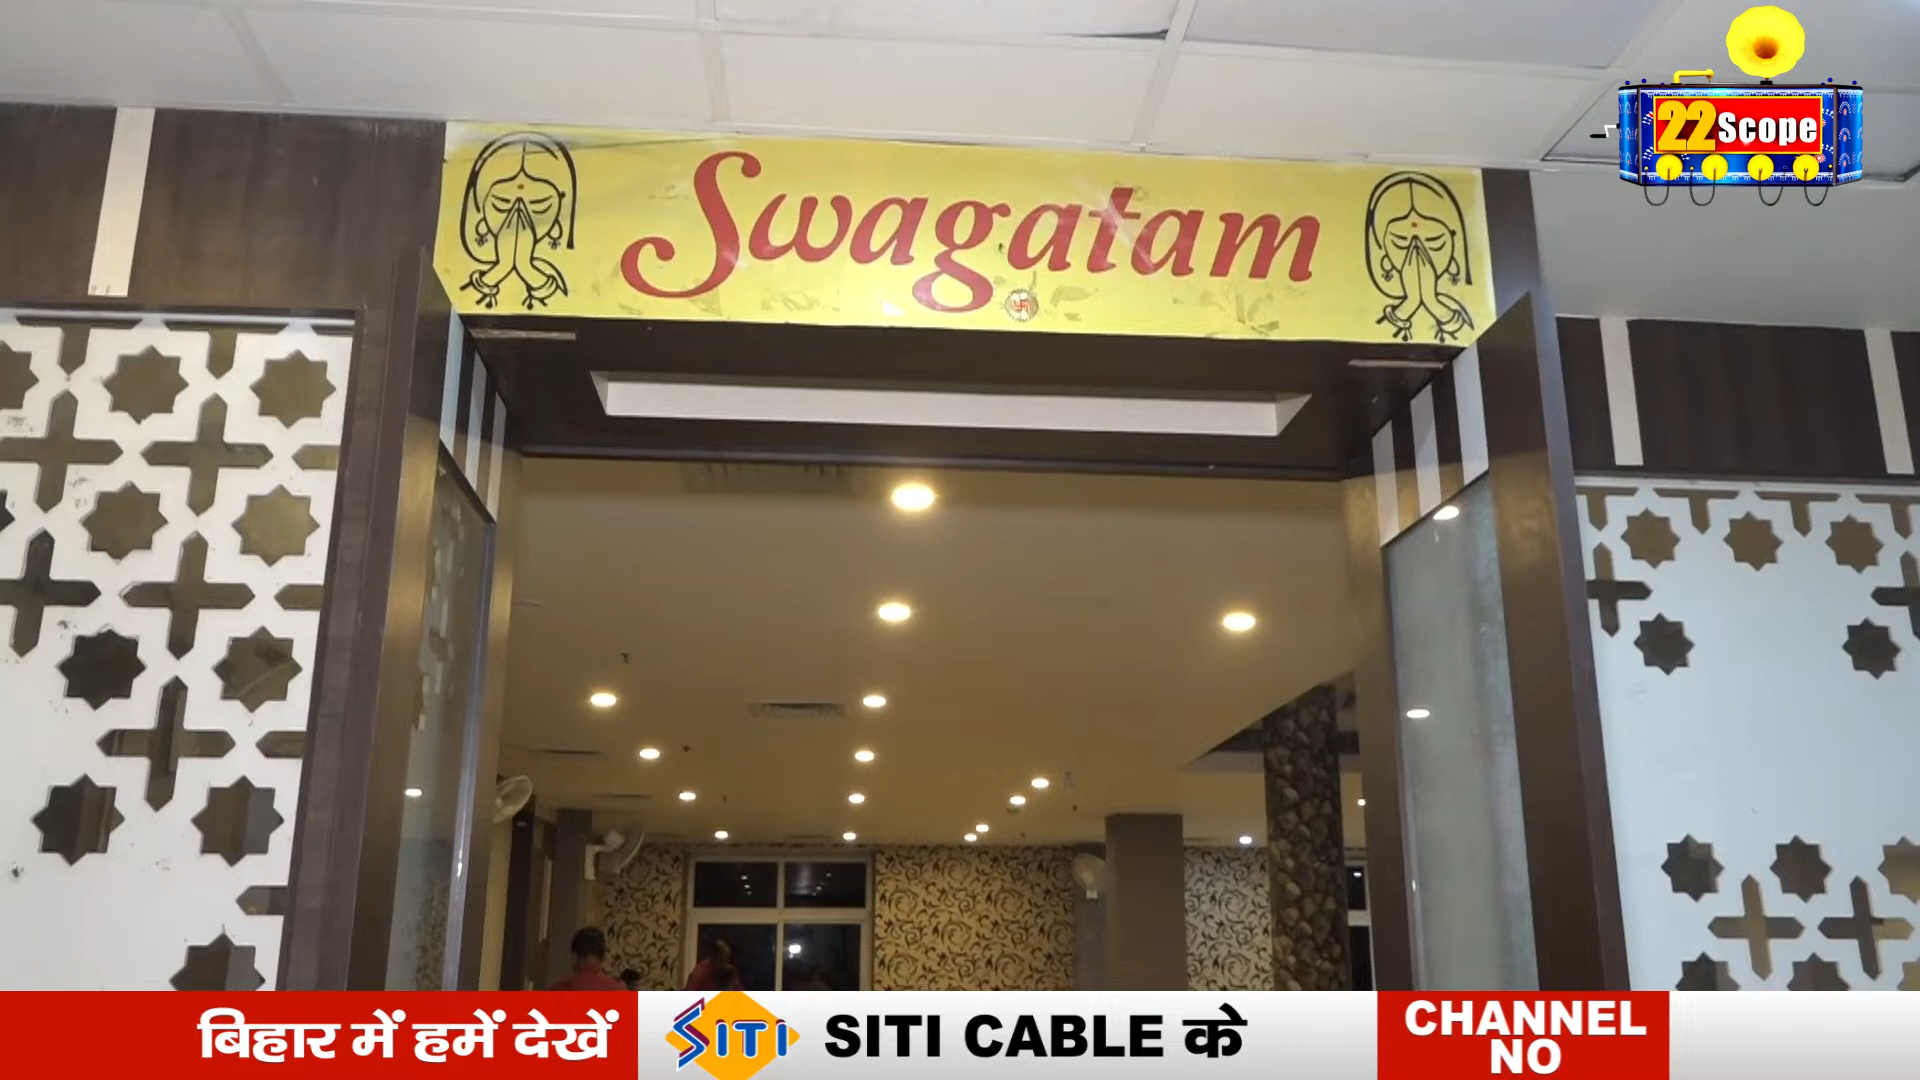 22Scope
Swagatam
बिहार में हमें देखें
SITI
SITI CABLE के
CHANNEL
NO